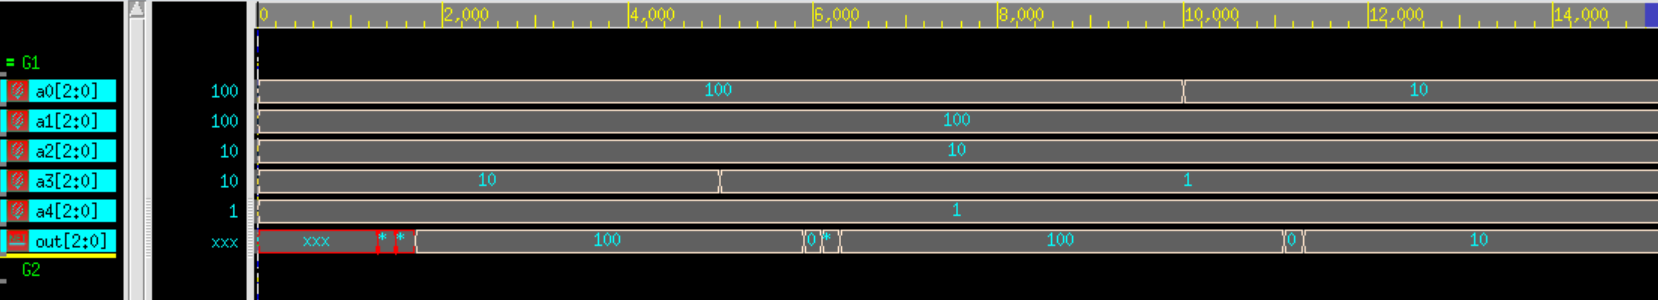 0 2,000 4,000 6,000 8,000 10,000 12,000 14,000
= G1
a0[2:0] 100 100 10
a1[2:0] 100 100
a2[2:0] 10 10
a3[2:0] 10 10 1
a4[2:0] 1 1
out[2:0] xxx xxx * * 100 0 * 100 0 10
G2